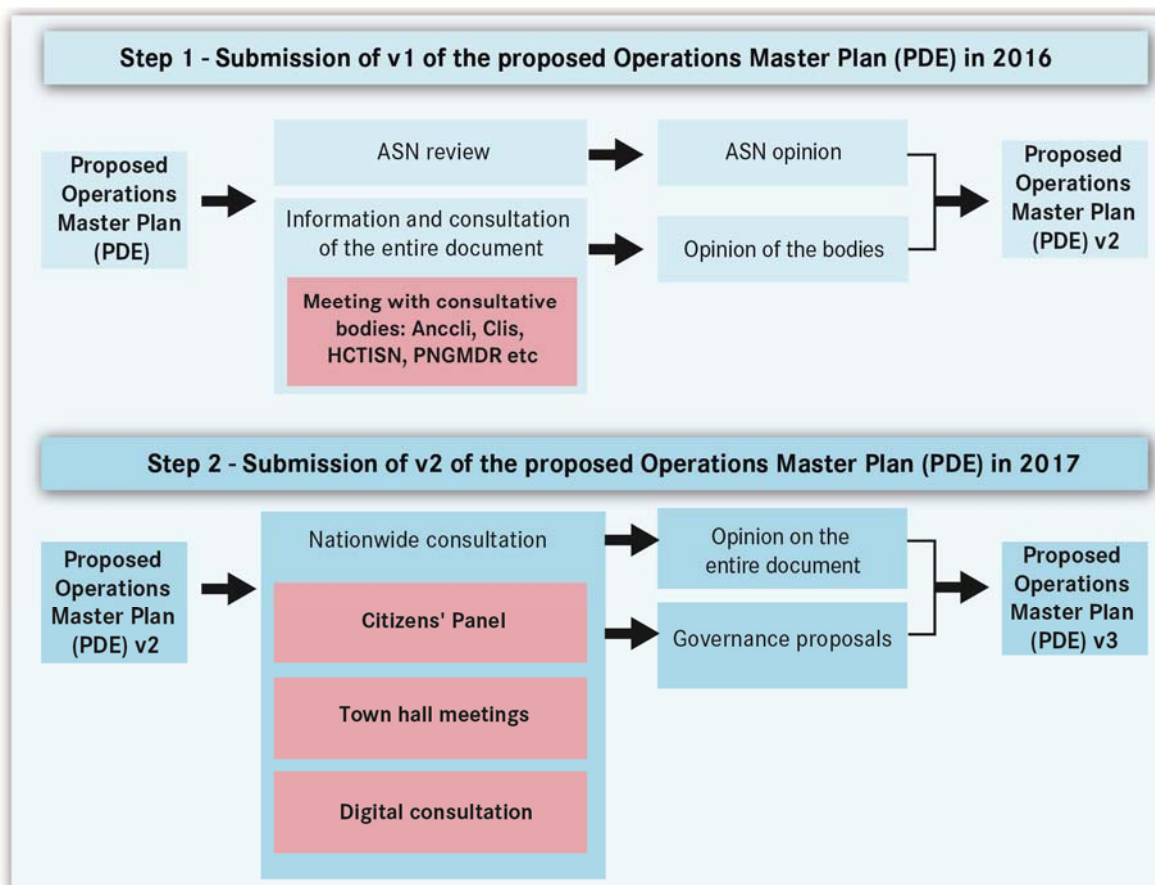 Step 1 - Submission of v1 of the proposed Operations Master Plan (PDE) in 2016
Proposed
Operations
Master Plan
(PDE)
ASN review
Information and consultation
of the entire document
Meeting with consultative
bodies: Anccli, Clis,
HCTISN, PNGMDR etc
ASN opinion
Opinion of the bodies
Proposed
Operations
Master Plan
(PDE) v2
Step 2 - Submission of v2 of the proposed Operations Master Plan (PDE) in 2017
Proposed
Operations
Master Plan
(PDE) v2
Nationwide consultation
Citizens' Panel
Town hall meetings
Digital consultation
Opinion on the
entire document
Governance proposals
Proposed
Operations
Master Plan
(PDE) v3